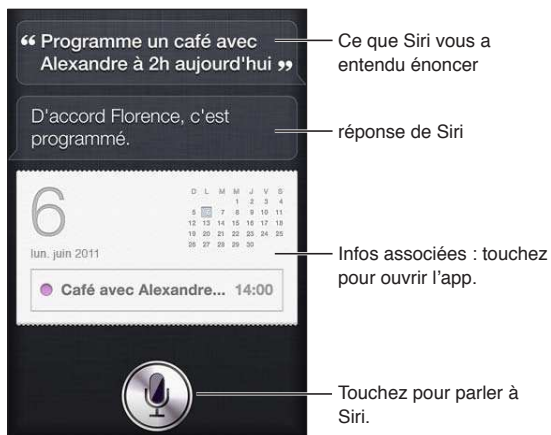 “ Programme un café avec
Alexandre à 2h aujourd'hui ”
Ce que Siri vous a
entendu énoncer
D'accord Florence, c'est
programmé.
réponse de Siri
6
lun. juin 2011
D L M M J V S
1 2 3 4
5 6 7 8 9 10 11
12 13 14 15 16 17 18
19 20 21 22 23 24 25
26 27 28 29 30
Café avec Alexandre... 14:00
Infos associées : touchez
pour ouvrir l’app.
Touchez pour parler à
Siri.